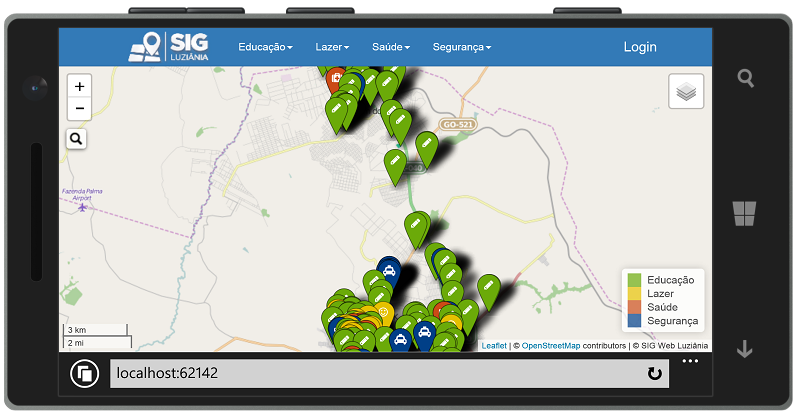 SIG
LUZIÂNIA
Educação
Lazer
Saúde
Segurança
Login
+
−
GO-521
Fazenda Palma
Airport
Educação
Lazer
Saúde
Segurança
3 km
2 mi
Leaflet | © OpenStreetMap contributors | © SIG Web Luziânia
localhost:62142